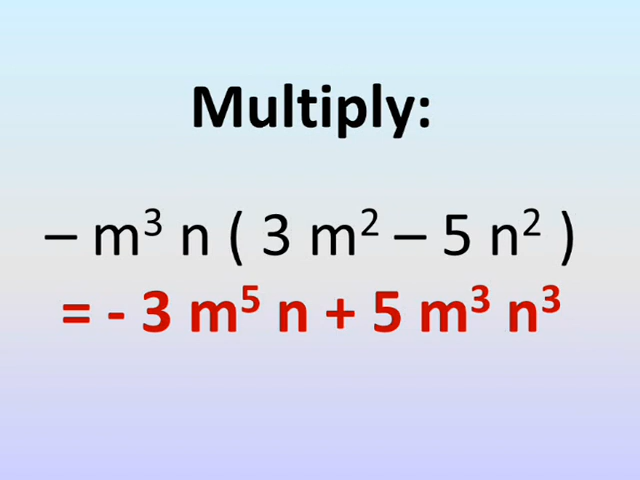 Multiply:
– m³ n ( 3 m² – 5 n² )
= - 3 m⁵ n + 5 m³ n³